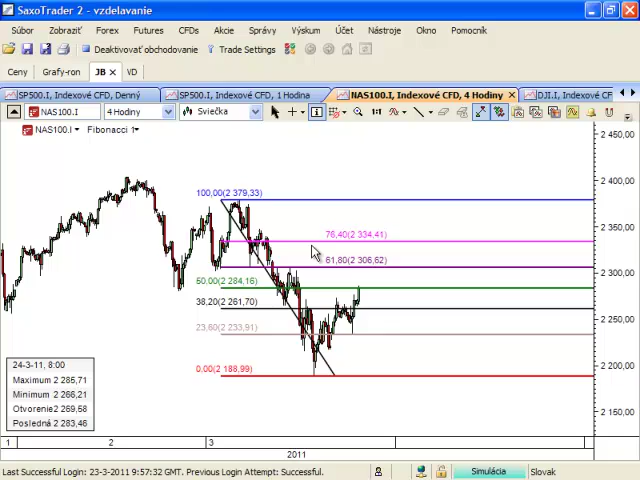 SaxoTrader 2 - vzdelavanie
Súbor Zobraziť Forex Futures CFDs Akcie Správy Výskum Účet Nástroje Okno Pomocník
Deaktivovať obchodovanie Trade Settings
Ceny Grafy-ron JB VD
SP500.I, Indexové CFD, Denný SP500.I, Indexové CFD, 1 Hodina NAS100.I, Indexové CFD, 4 Hodiny DJI.I, Indexové CF
NAS100.I 4 Hodiny Sviečka 1:1
NAS100.I Fibonacci 1
2 450,00
100,00(2 379,33)
2 400,00
76,40(2 334,41)
2 350,00
61,80(2 306,62)
2 300,00
50,00(2 284,16)
38,20(2 261,70)
2 250,00
23,60(2 233,91)
2 200,00
0,00(2 188,99)
2 150,00
24-3-11, 8:00
Maximum 2 285,71
Minimum 2 266,21
Otvorenie2 269,58
Posledná 2 283,46
1 2 3
2011
Last Successful Login: 23-3-2011 9:57:32 GMT. Previous Login Attempt: Successful. Simulácia Slovak